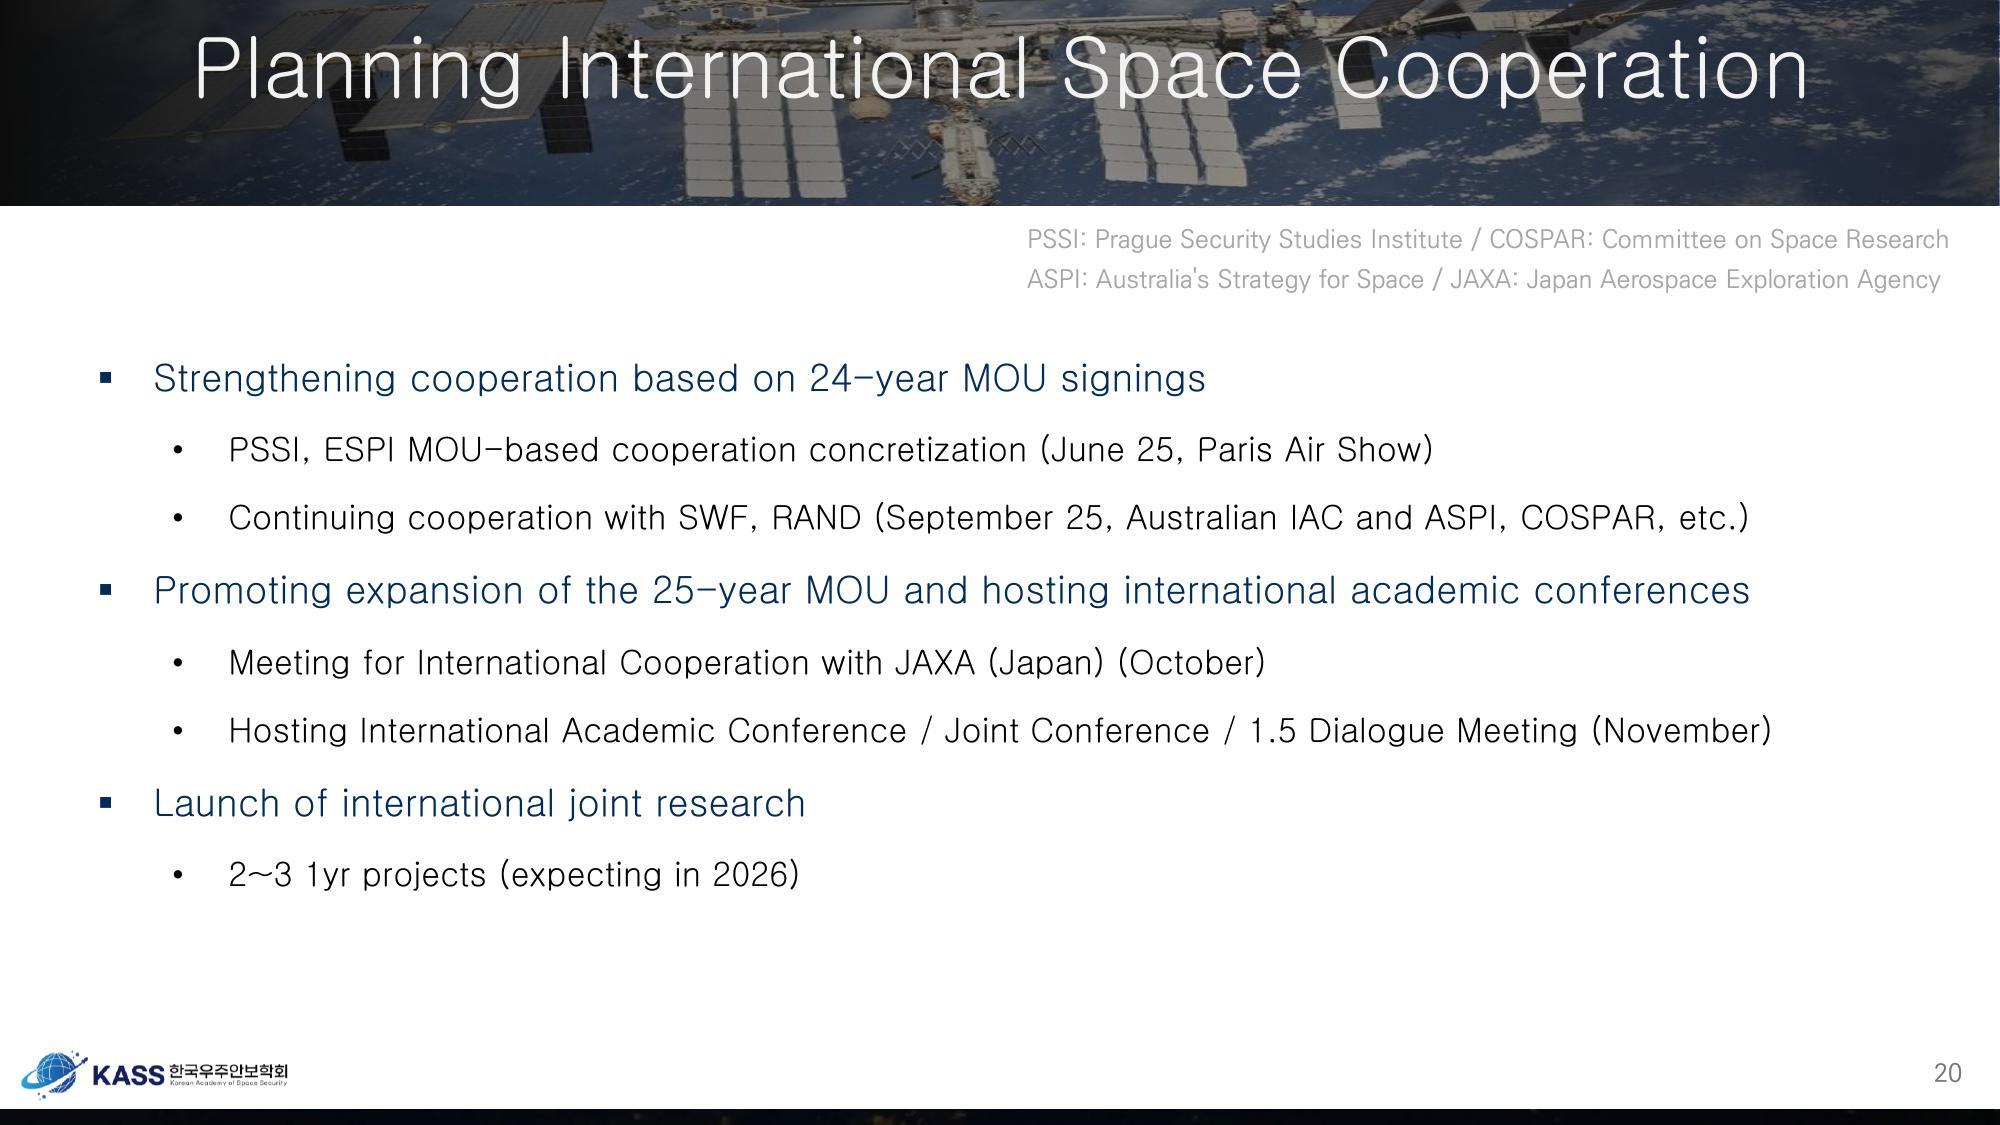 Planning International Space Cooperation
PSSI: Prague Security Studies Institute / COSPAR: Committee on Space Research
ASPI: Australia's Strategy for Space / JAXA: Japan Aerospace Exploration Agency
▪ Strengthening cooperation based on 24-year MOU signings
• PSSI, ESPI MOU-based cooperation concretization (June 25, Paris Air Show)
• Continuing cooperation with SWF, RAND (September 25, Australian IAC and ASPI, COSPAR, etc.)
▪ Promoting expansion of the 25-year MOU and hosting international academic conferences
• Meeting for International Cooperation with JAXA (Japan) (October)
• Hosting International Academic Conference / Joint Conference / 1.5 Dialogue Meeting (November)
▪ Launch of international joint research
• 2~3 1yr projects (expecting in 2026)
KASS 한국우주안보학회
Korean Academy of Space Security
20